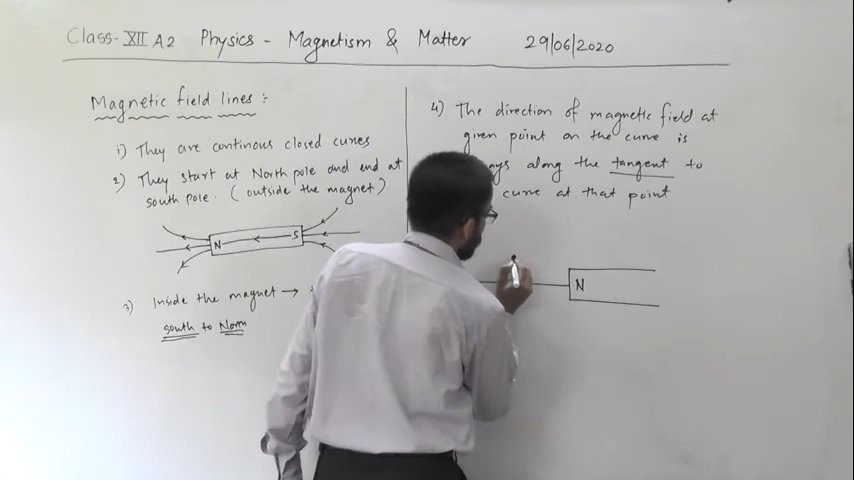 Class-XII A2 Physics - Magnetism & Matter 29/06/2020
Magnetic field lines :-
1) They are continous closed curves
2) They start at North pole and end at
south pole. (outside the magnet)
N S
3) Inside the magnet →
south to North
4) The direction of magnetic field at
given point on the curve is
along the tangent to
curve at that point
N